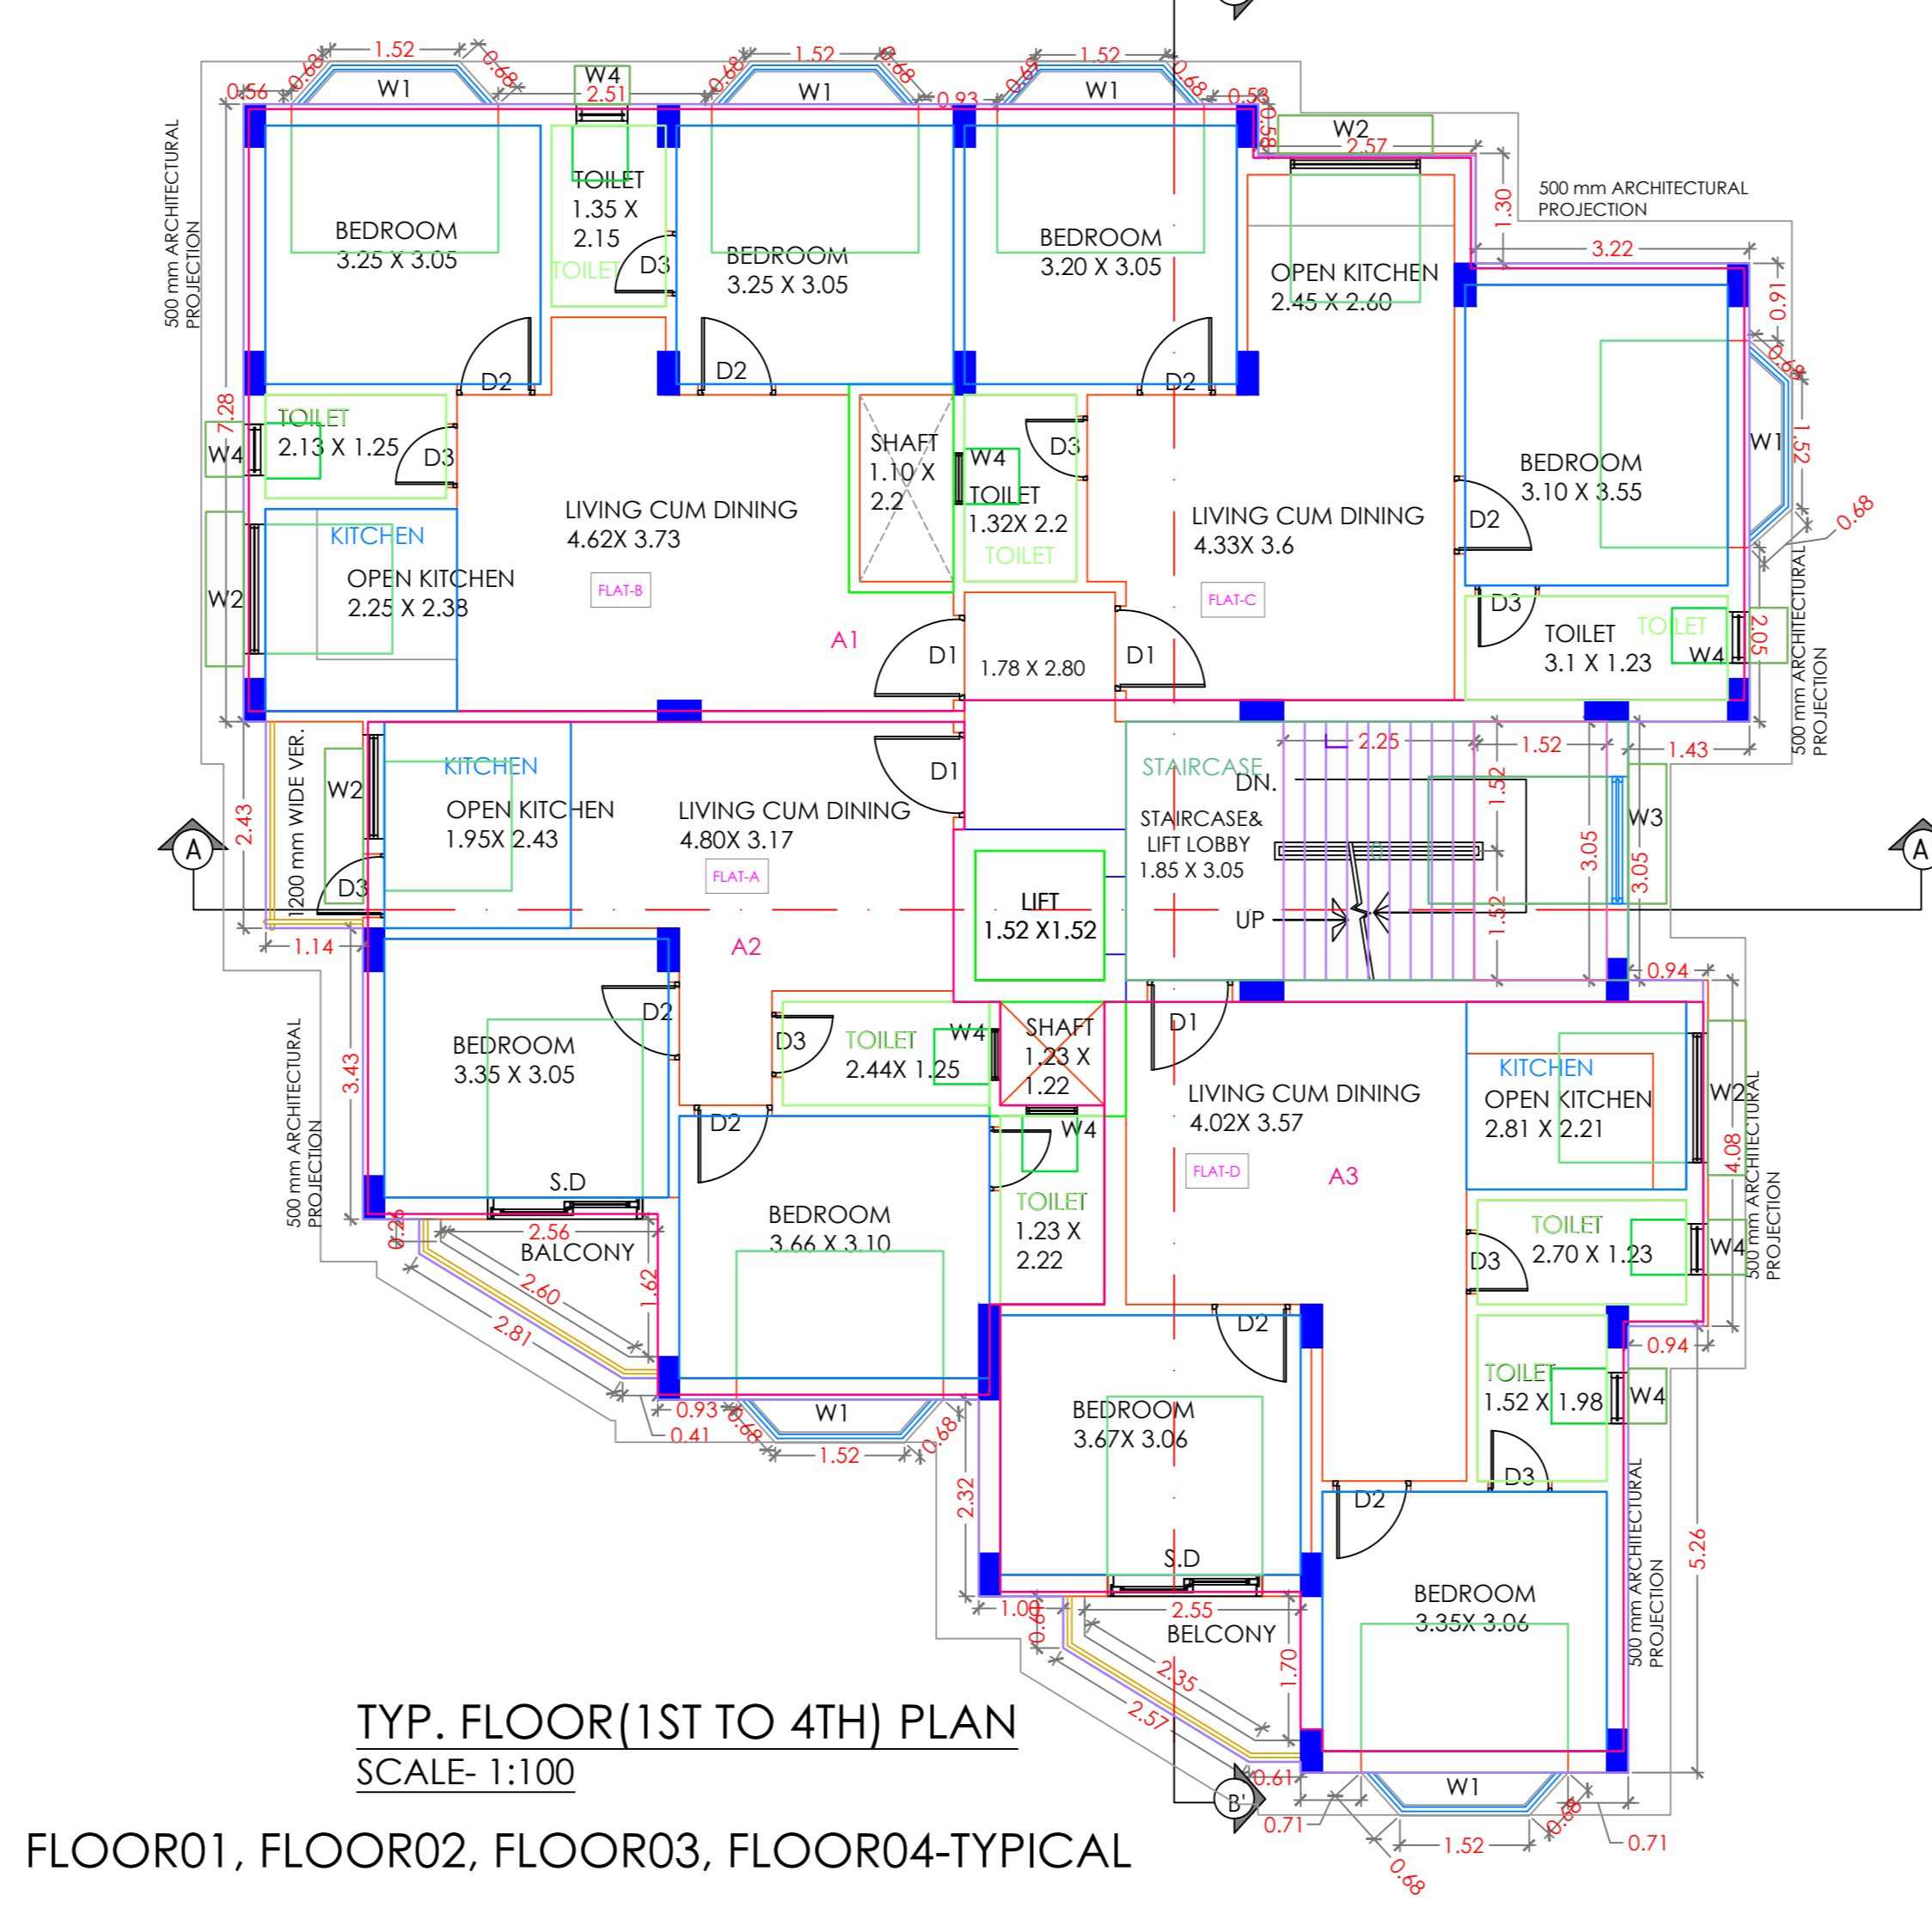 1.52
0.68
0.68
W1
0.56
W4
2.51
1.52
0.68
0.68
W1
0.93
1.52
0.68
0.68
W1
0.53
0.58
W2
2.57
1.30
500 mm ARCHITECTURAL
PROJECTION
500 mm ARCHITECTURAL
PROJECTION
3.22
0.91
BEDROOM
3.25 X 3.05
TOILET
1.35 X
2.15
TOILET
D3
BEDROOM
3.25 X 3.05
BEDROOM
3.20 X 3.05
OPEN KITCHEN
2.45 X 2.60
D2
D2
D2
0.68
1.52
W1
0.68
BEDROOM
3.10 X 3.55
D2
7.28
TOILET
2.13 X 1.25
W4
D3
SHAFT
1.10 X
2.2
W4
D3
TOILET
1.32X 2.2
TOILET
LIVING CUM DINING
4.62X 3.73
FLAT-B
LIVING CUM DINING
4.33X 3.6
FLAT-C
KITCHEN
OPEN KITCHEN
2.25 X 2.38
W2
A1
D1
1.78 X 2.80
D1
D3
TOILET
3.1 X 1.23
TOILET
W4
2.05
500 mm ARCHITECTURAL
PROJECTION
2.43
1200 mm WIDE VER.
W2
D3
KITCHEN
OPEN KITCHEN
1.95X 2.43
LIVING CUM DINING
4.80X 3.17
FLAT-A
D1
STAIRCASE
DN.
STAIRCASE&
LIFT LOBBY
1.85 X 3.05
UP
2.25
1.52
1.43
1.52
1.52
3.05
3.05
W3
A
A
LIFT
1.52 X1.52
1.14
A2
0.94
3.43
500 mm ARCHITECTURAL
PROJECTION
BEDROOM
3.35 X 3.05
D2
D3
TOILET
2.44X 1.25
W4
SHAFT
1.23 X
1.22
W4
D1
LIVING CUM DINING
4.02X 3.57
FLAT-D
A3
KITCHEN
OPEN KITCHEN
2.81 X 2.21
W2
4.08
500 mm ARCHITECTURAL
PROJECTION
D2
S.D
0.26
2.56
BALCONY
2.60
2.81
1.62
BEDROOM
3.66 X 3.10
TOILET
1.23 X
2.22
D3
TOILET
2.70 X 1.23
W4
0.94
D2
TOILET
1.52 X 1.98
W4
0.93
0.41
0.68
W1
1.52
0.68
2.32
BEDROOM
3.67X 3.06
D2
D3
5.26
500 mm ARCHITECTURAL
PROJECTION
S.D
1.00
2.55
BELCONY
2.35
2.57
1.70
0.61
BEDROOM
3.35X 3.06
TYP. FLOOR(1ST TO 4TH) PLAN
SCALE- 1:100
B'
0.71
W1
0.68
1.52
0.68
0.71
FLOOR01, FLOOR02, FLOOR03, FLOOR04-TYPICAL